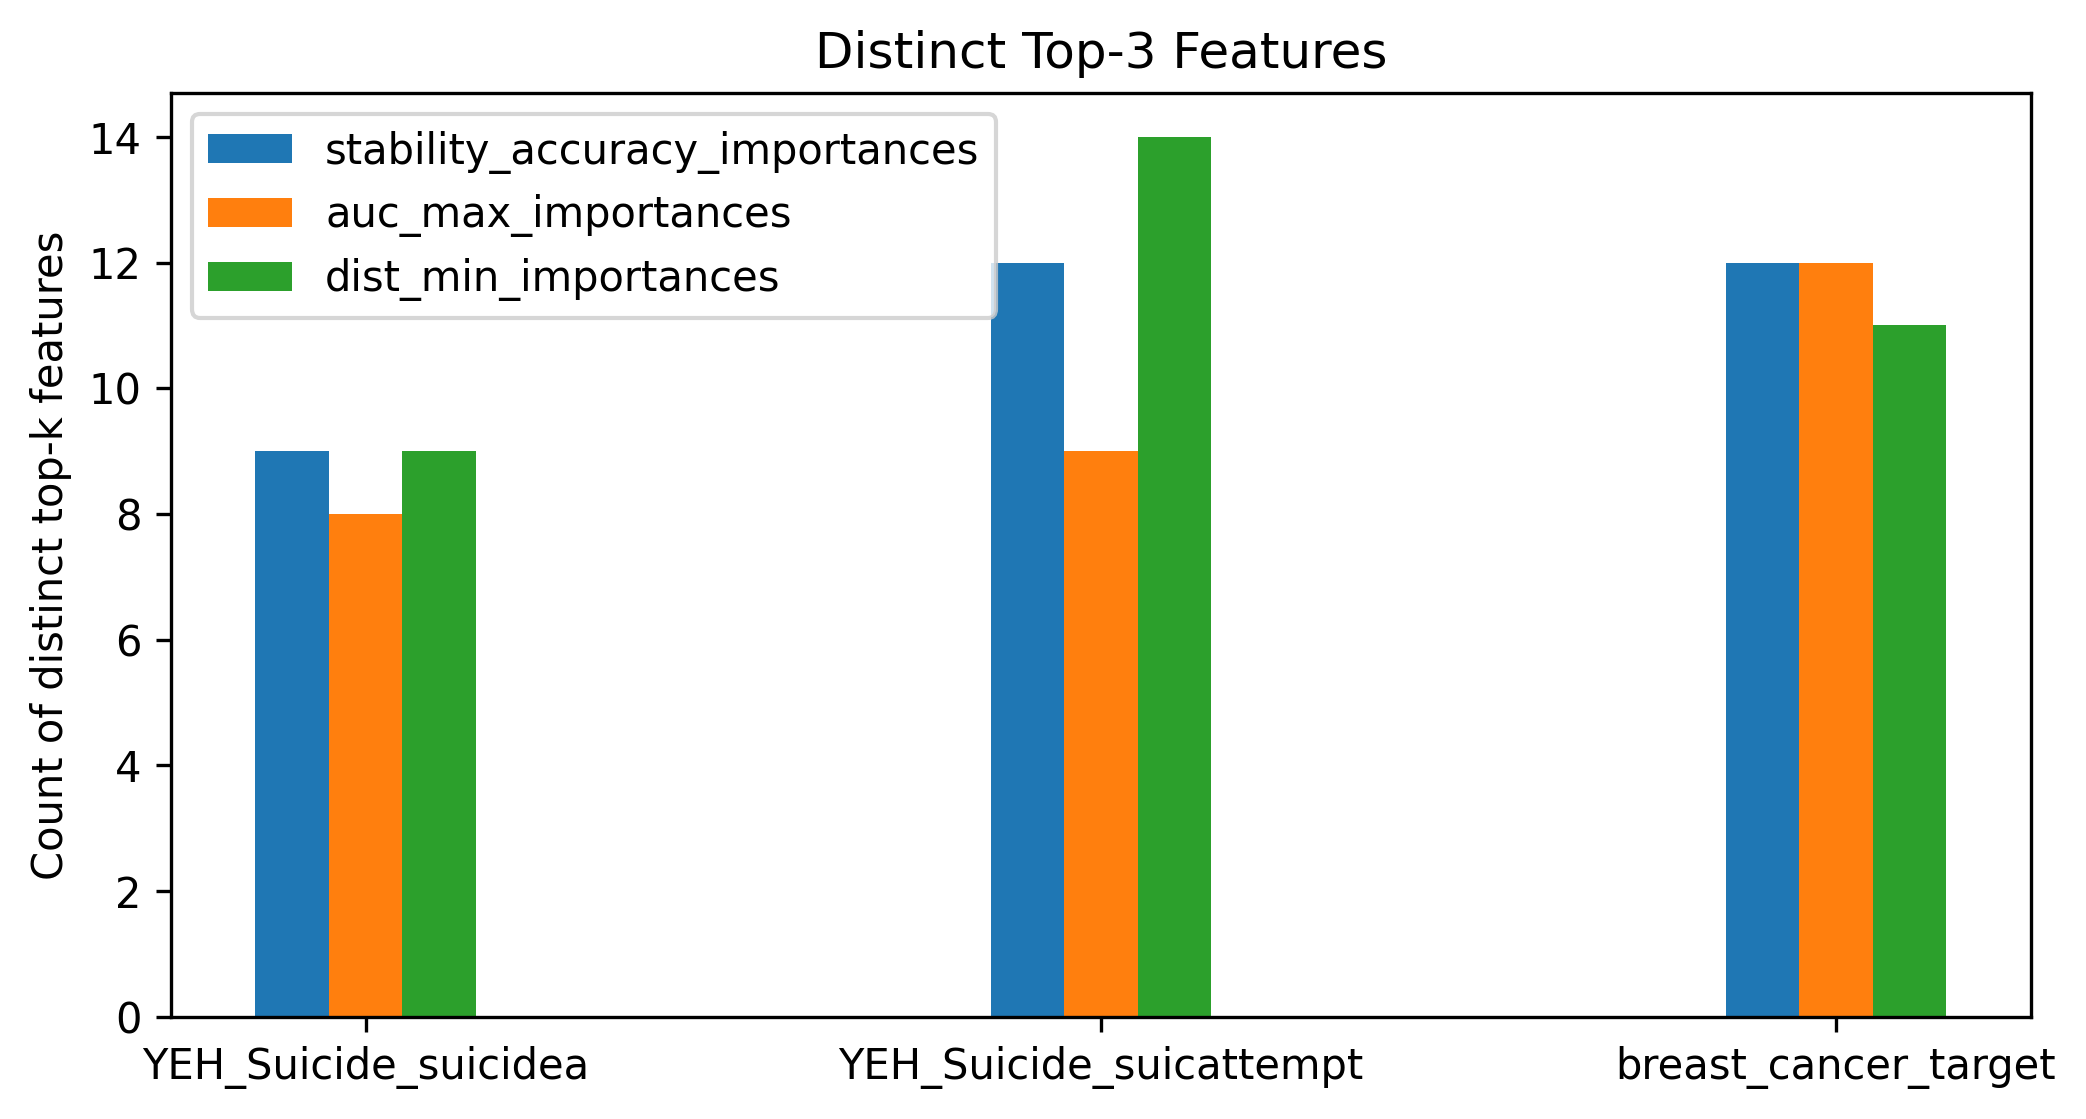 Distinct Top-3 Features
stability_accuracy_importances
auc_max_importances
dist_min_importances
Count of distinct top-k features
14
12
10
8
6
4
2
0
YEH_Suicide_suicidea
YEH_Suicide_suicattempt
breast_cancer_target